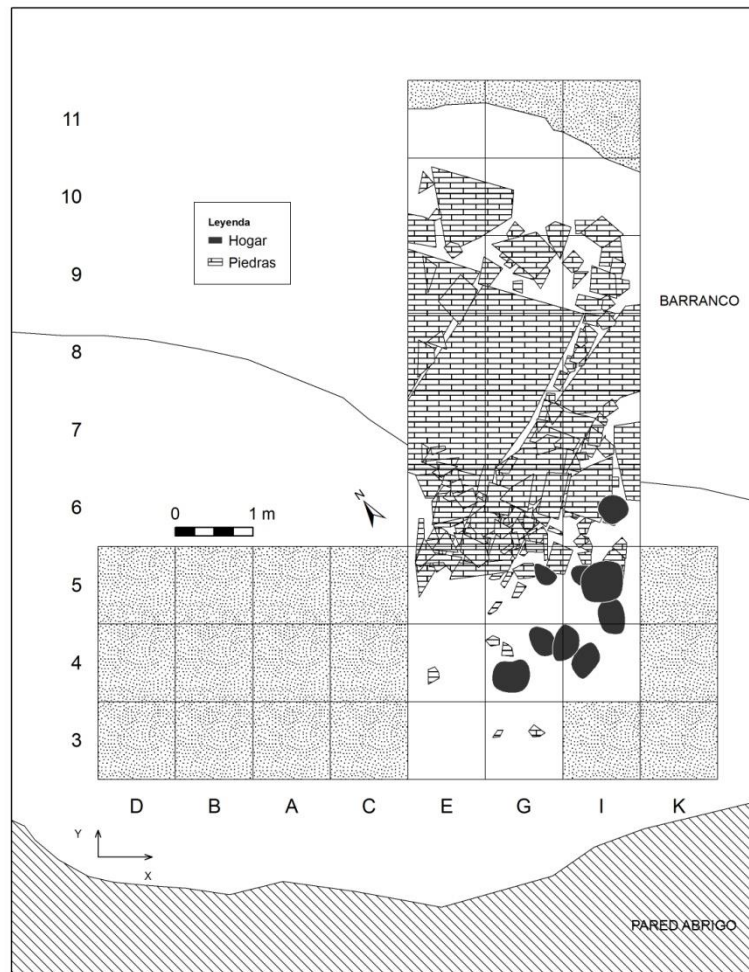 11
10
Leyenda
Hogar
Piedras
9
BARRANCO
8
7
N
6
0 1 m
5
4
3
D B A C E G I K
Y
X
PARED ABRIGO